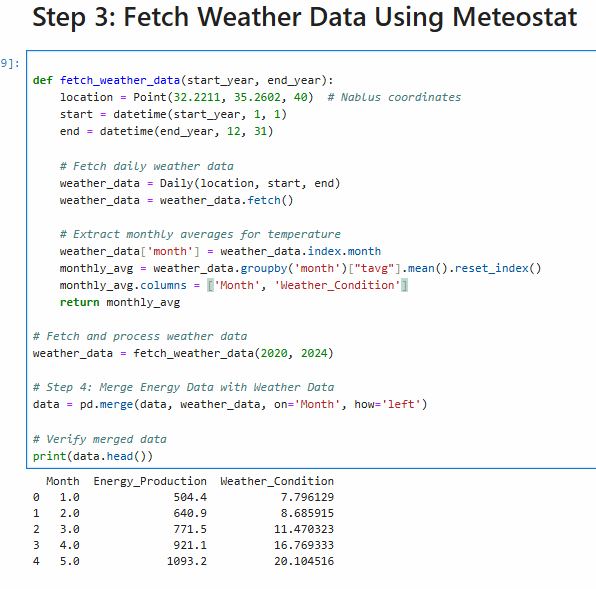 Step 3: Fetch Weather Data Using Meteostat
9]:
def fetch_weather_data(start_year, end_year):
    location = Point(32.2211, 35.2602, 40)  # Nablus coordinates
    start = datetime(start_year, 1, 1)
    end = datetime(end_year, 12, 31)

    # Fetch daily weather data
    weather_data = Daily(location, start, end)
    weather_data = weather_data.fetch()

    # Extract monthly averages for temperature
    weather_data['month'] = weather_data.index.month
    monthly_avg = weather_data.groupby('month')["tavg"].mean().reset_index()
    monthly_avg.columns = ['Month', 'Weather_Condition']
    return monthly_avg

# Fetch and process weather data
weather_data = fetch_weather_data(2020, 2024)

# Step 4: Merge Energy Data with Weather Data
data = pd.merge(data, weather_data, on='Month', how='left')

# Verify merged data
print(data.head())
   Month  Energy_Production  Weather_Condition
0    1.0              504.4           7.796129
1    2.0              640.9           8.685915
2    3.0              771.5          11.470323
3    4.0              921.1          16.769333
4    5.0             1093.2          20.104516